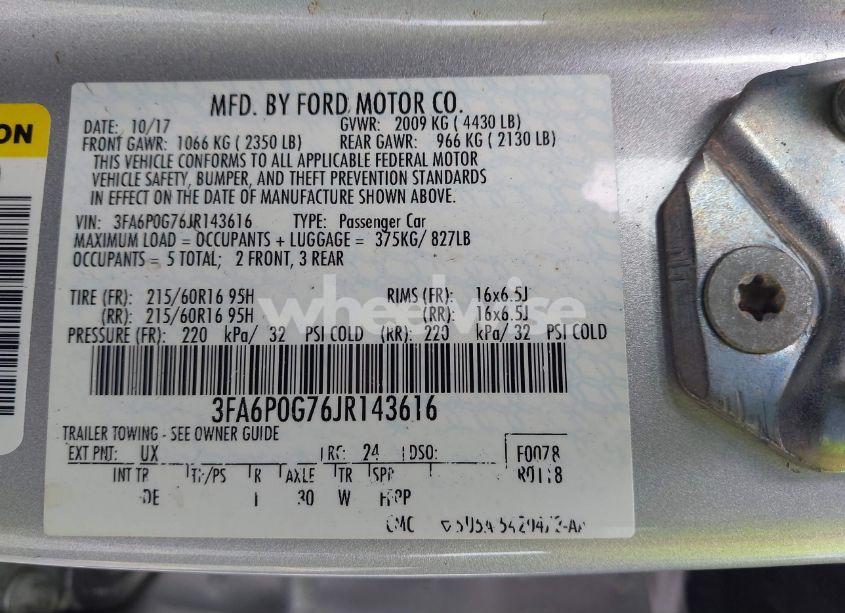 MFD. BY FORD MOTOR CO.
DATE: 10/17 GVWR: 2009 KG ( 4430 LB)
FRONT GAWR: 1066 KG ( 2350 LB) REAR GAWR: 966 KG ( 2130 LB)
THIS VEHICLE CONFORMS TO ALL APPLICABLE FEDERAL MOTOR
VEHICLE SAFETY, BUMPER, AND THEFT PREVENTION STANDARDS
IN EFFECT ON THE DATE OF MANUFACTURE SHOWN ABOVE.
VIN: 3FA6P0G76JR143616 TYPE: Passenger Car
MAXIMUM LOAD = OCCUPANTS + LUGGAGE = 375KG/ 827LB
OCCUPANTS = 5 TOTAL; 2 FRONT, 3 REAR
TIRE (FR): 215/60R16 95H RIMS (FR): 16x6.5J
(RR): 215/60R16 95H (RR): 16x6.5J
wheelwise
PRESSURE (FR): 220 kPa/ 32 PSI COLD (RR): 220 kPa/ 32 PSI COLD
3FA6P0G76JR143616
TRAILER TOWING - SEE OWNER GUIDE
EXT PNT: UX RC: 24 DSO: F0078
INT TR TP/PS R AXLE TR SPR
DE 30 W
CMC
ON